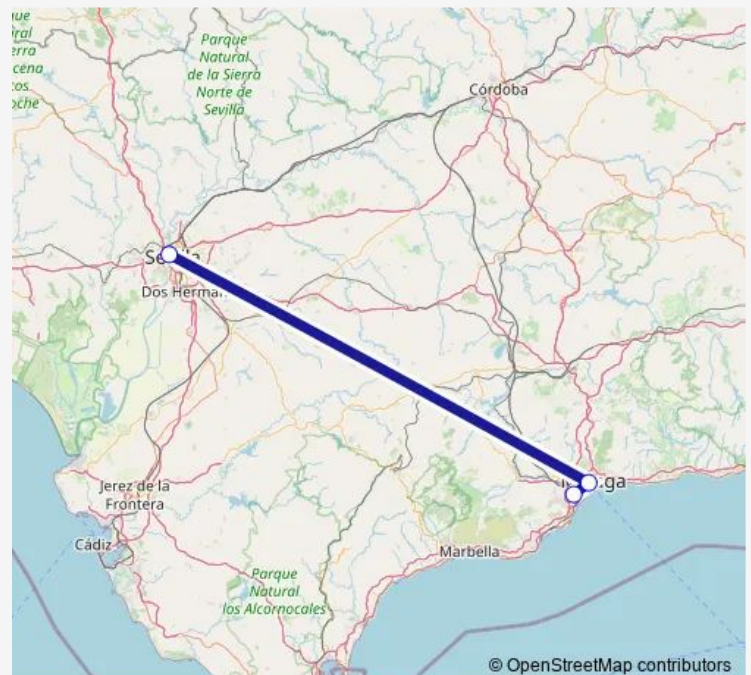 Parque
Natural
de la Sierra
Norte de
Sevilla
Córdoba
Dos
Jerez de la
Frontera
Cádiz
Marbella
Parque
Natural
los Alcornocales
© OpenStreetMap contributors